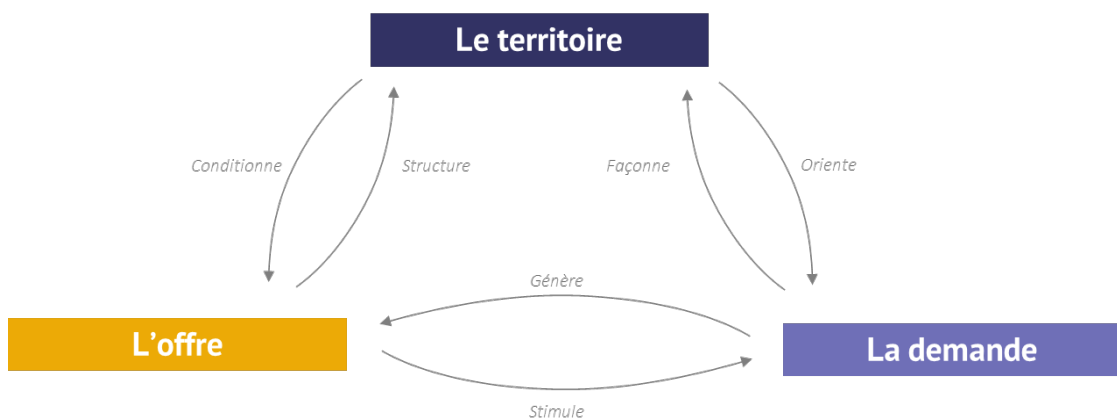 Le territoire
Conditionne
Structure
Façonne
Oriente
Génère
L'offre
La demande
Stimule